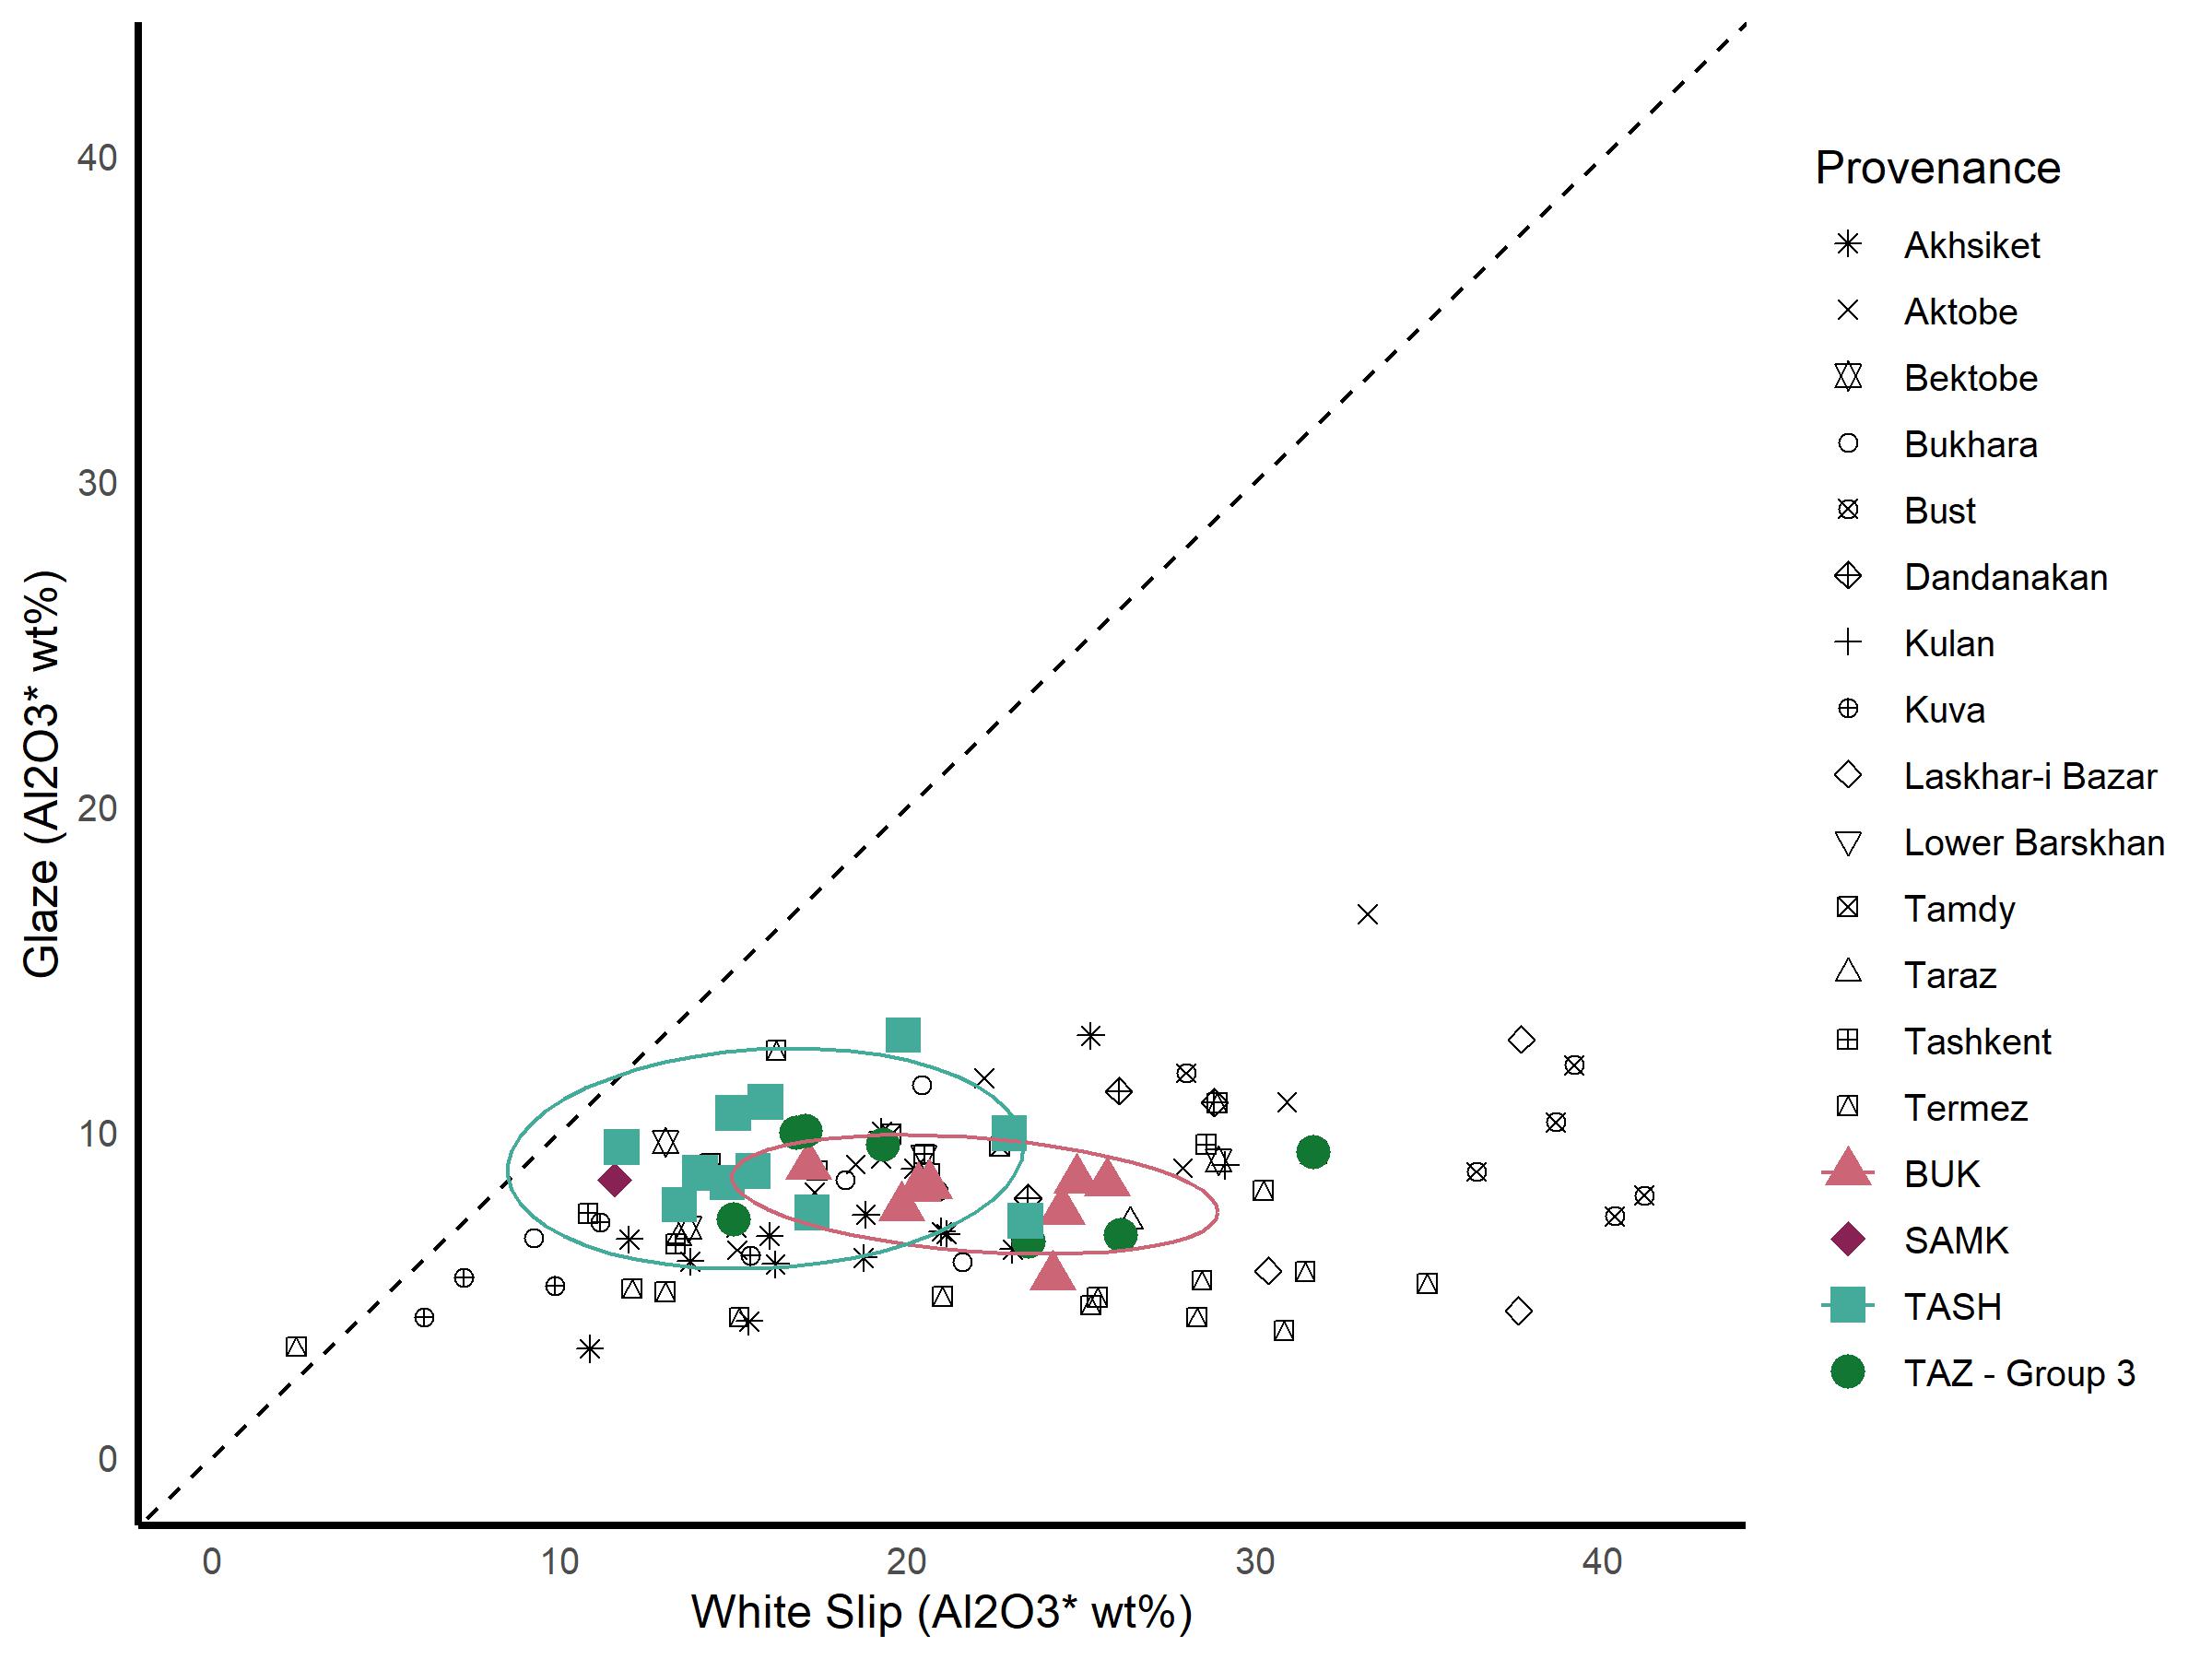 Glaze (Al2O3* wt%)
40
30
20
10
0
0 10 20 30 40
White Slip (Al2O3* wt%)
Provenance
Akhsiket
Aktobe
Bektobe
Bukhara
Bust
Dandanakan
Kulan
Kuva
Laskhar-i Bazar
Lower Barskhan
Tamdy
Taraz
Tashkent
Termez
BUK
SAMK
TASH
TAZ - Group 3